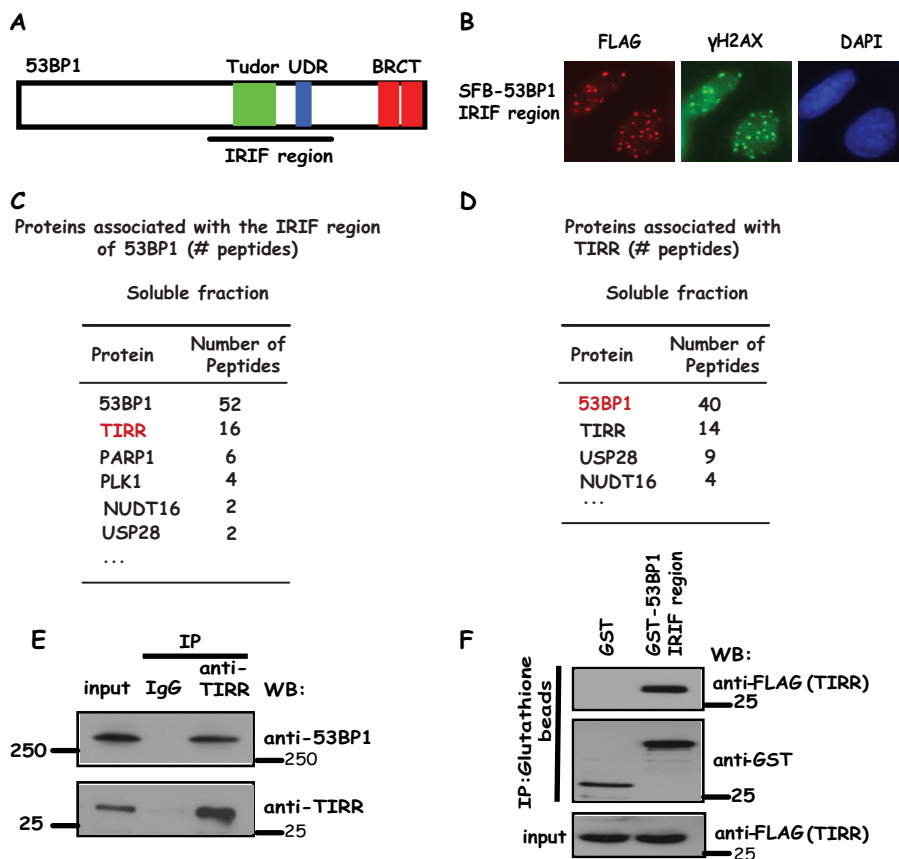 A
53BP1
Tudor UDR BRCT
IRIF region
B
FLAG γH2AX DAPI
SFB-53BP1
IRIF region
C
Proteins associated with the IRIF region
of 53BP1 (# peptides)
Soluble fraction
Protein Number of
Peptides
53BP1 52
TIRR 16
PARP1 6
PLK1 4
NUDT16 2
USP28 2
...
D
Proteins associated with
TIRR (# peptides)
Soluble fraction
Protein Number of
Peptides
53BP1 40
TIRR 14
USP28 9
NUDT16 4
...
E
IP
input IgG anti-
TIRR WB:
anti-53BP1
250 250
anti-TIRR
25 25
F
GST
GST-53BP1
IRIF region
WB:
IP:Glutathione
beads
anti-FLAG (TIRR)
25
anti-GST
25
input anti-FLAG (TIRR)
25